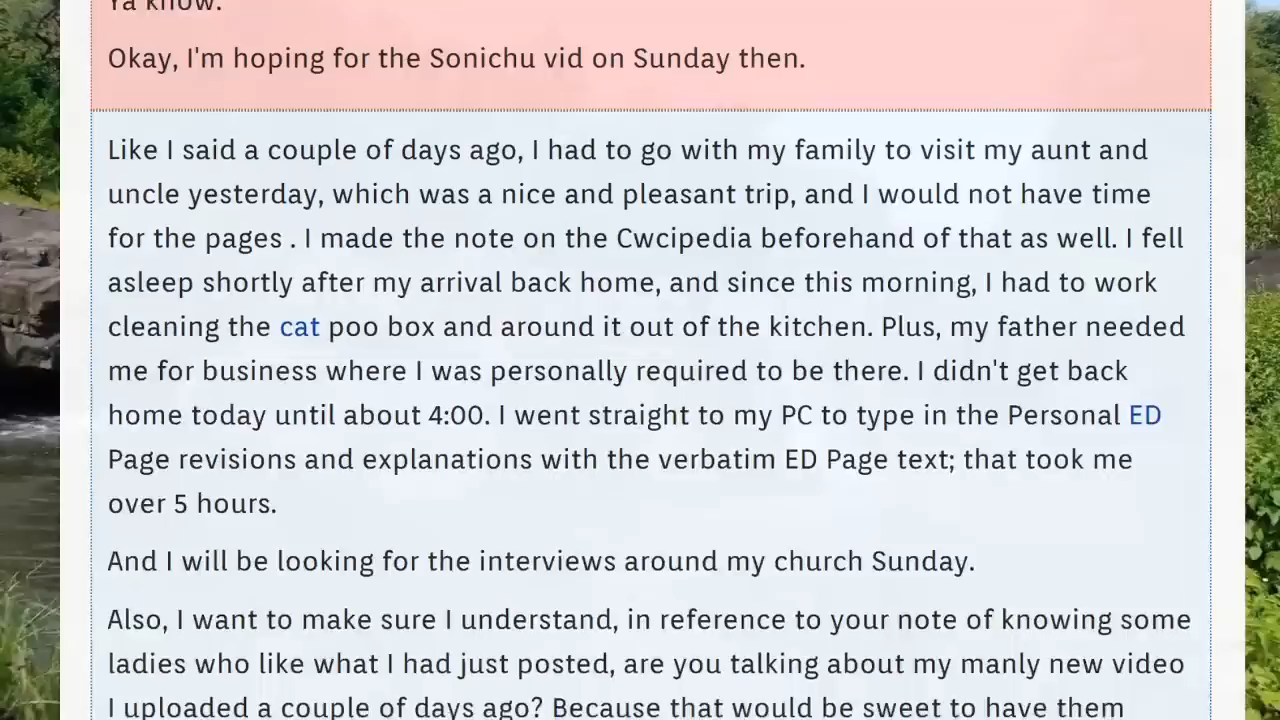 Ya know.
Okay, I'm hoping for the Sonichu vid on Sunday then.
Like I said a couple of days ago, I had to go with my family to visit my aunt and
uncle yesterday, which was a nice and pleasant trip, and I would not have time
for the pages . I made the note on the Cwcipedia beforehand of that as well. I fell
asleep shortly after my arrival back home, and since this morning, I had to work
cleaning the cat poo box and around it out of the kitchen. Plus, my father needed
me for business where I was personally required to be there. I didn't get back
home today until about 4:00. I went straight to my PC to type in the Personal ED
Page revisions and explanations with the verbatim ED Page text; that took me
over 5 hours.
And I will be looking for the interviews around my church Sunday.
Also, I want to make sure I understand, in reference to your note of knowing some
ladies who like what I had just posted, are you talking about my manly new video
I uploaded a couple of days ago? Because that would be sweet to have them